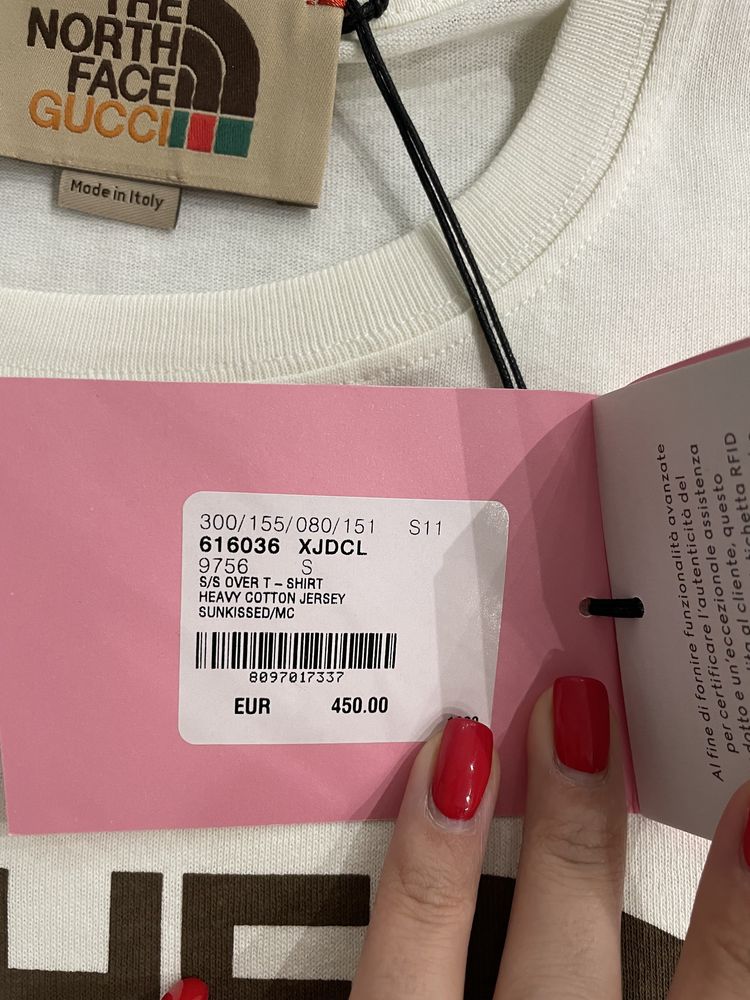 THE
NORTH
FACE
GUCCI
Made in Italy
300/155/080/151 S11
616036 XJDCL
9756 S
S/S OVER T - SHIRT
HEAVY COTTON JERSEY
SUNKISSED/MC
8097017337
EUR 450.00
Al fine di fornire funzionalità avanzate
per certificare l'autenticità del
dotto e un'eccezionale assistenza
al cliente, questo
RFID